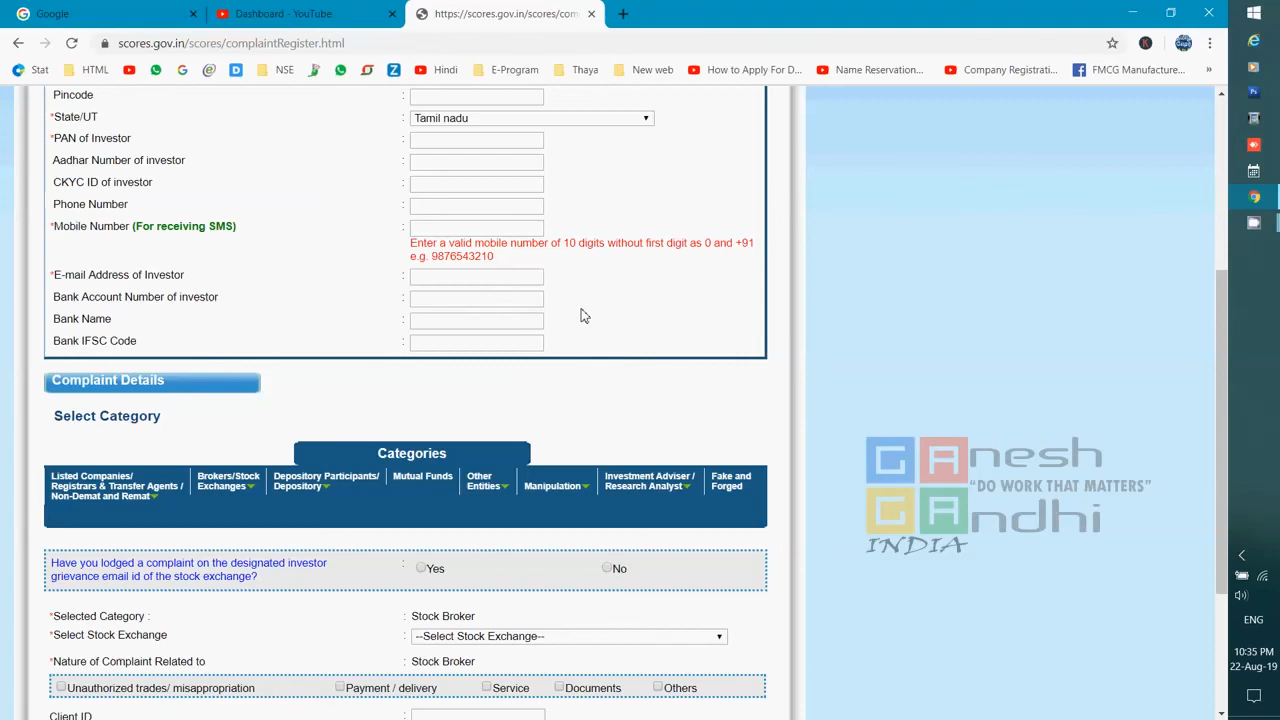 Google
Dashboard - YouTube
https://scores.gov.in/scores/com
scores.gov.in/scores/complaintRegister.html
Stat
HTML
NSE
Hindi
E-Program
Thaya
New web
How to Apply For D...
Name Reservation...
Company Registrati...
FMCG Manufacture...
Pincode :
*State/UT : Tamil nadu
*PAN of Investor :
Aadhar Number of investor :
CKYC ID of investor :
Phone Number :
*Mobile Number (For receiving SMS) :
Enter a valid mobile number of 10 digits without first digit as 0 and +91
e.g. 9876543210
*E-mail Address of Investor :
Bank Account Number of investor :
Bank Name :
Bank IFSC Code :
Complaint Details
Select Category
Categories
Listed Companies/
Registrars & Transfer Agents /
Non-Demat and Remat
Brokers/Stock
Exchanges
Depository Participants/
Depository
Mutual Funds
Other
Entities
Manipulation
Investment Adviser /
Research Analyst
Fake and
Forged
Have you lodged a complaint on the designated investor
grievance email id of the stock exchange?
: Yes No
*Selected Category : : Stock Broker
*Select Stock Exchange : --Select Stock Exchange--
*Nature of Complaint Related to : Stock Broker
Unauthorized trades/ misappropriation Payment / delivery Service Documents Others
Client ID :
GAnesh
"DO WORK THAT MATTERS"
GAandhi
INDIA
ENG
10:35 PM
22-Aug-19